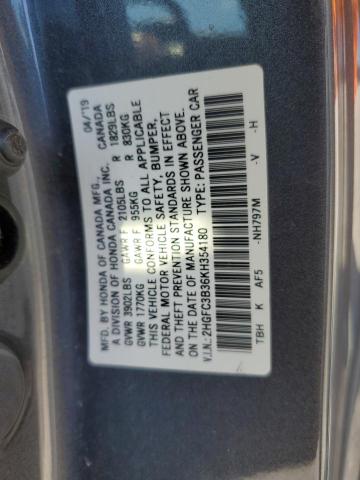 MFD. BY HONDA OF CANADA MFG., 04/19
A DIVISION OF HONDA CANADA INC. CANADA
GVWR 3902LBS GAWR F 2105LBS R 1829LBS
GVWR 1770KG GAWR F 955KG R 830KG
THIS VEHICLE CONFORMS TO ALL APPLICABLE
FEDERAL MOTOR VEHICLE SAFETY, BUMPER,
AND THEFT PREVENTION STANDARDS IN EFFECT
ON THE DATE OF MANUFACTURE SHOWN ABOVE.
V.I.N.: 2HGFC3B36KH354180 TYPE: PASSENGER CAR
TBH K AF5 -NH797M -V -H